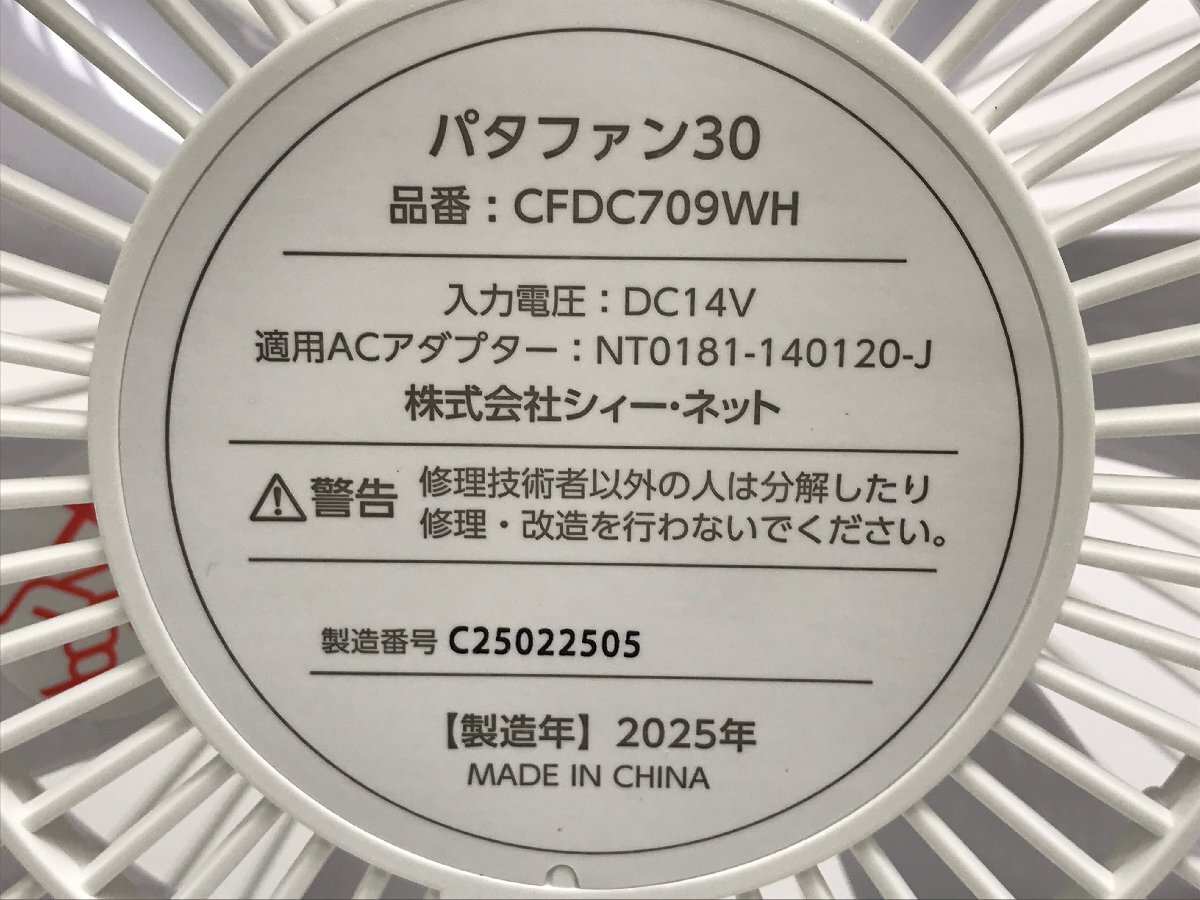 パタファン30
品番：CFDC709WH
入力電圧：DC14V
適用ACアダプター：NT0181-140120-J
株式会社シィー・ネット
警告 修理技術者以外の人は分解したり
修理・改造を行わないでください。
製造番号 C25022505
【製造年】2025年
MADE IN CHINA